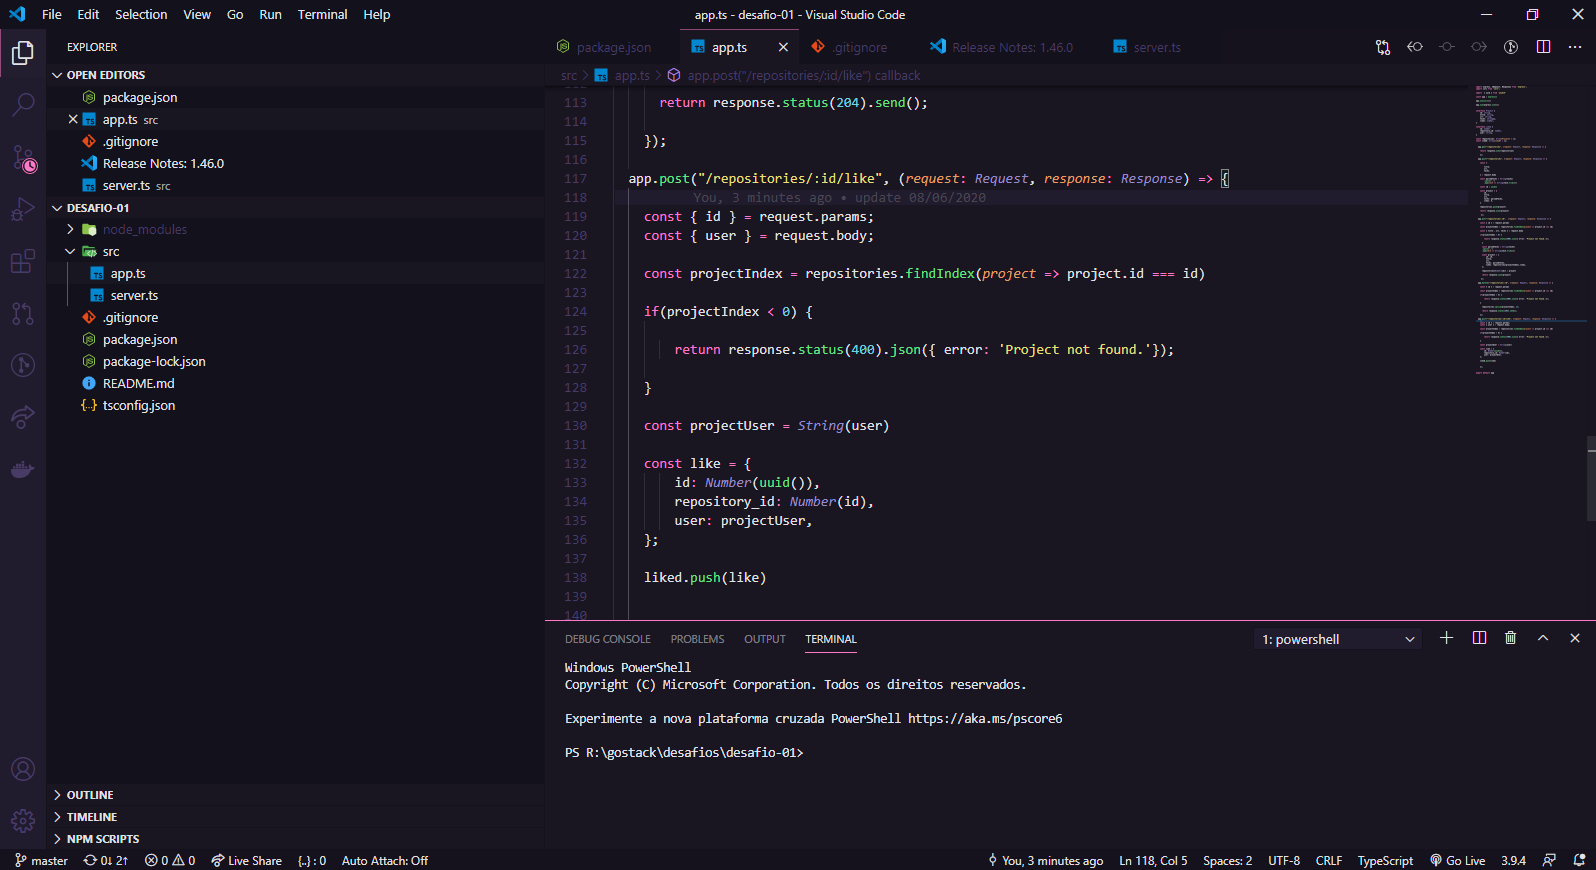 File Edit Selection View Go Run Terminal Help
app.ts - desafio-01 - Visual Studio Code
EXPLORER
OPEN EDITORS
package.json
app.ts src
.gitignore
Release Notes: 1.46.0
server.ts src
DESAFIO-01
node_modules
src
app.ts
server.ts
.gitignore
package.json
package-lock.json
README.md
tsconfig.json
OUTLINE
TIMELINE
NPM SCRIPTS
package.json app.ts .gitignore Release Notes: 1.46.0 server.ts
src > app.ts > app.post("/repositories/:id/like") callback
113 return response.status(204).send();
114
115 });
116
117 app.post("/repositories/:id/like", (request: Request, response: Response) => {
118 You, 3 minutes ago • update 08/06/2020
119 const { id } = request.params;
120 const { user } = request.body;
121
122 const projectIndex = repositories.findIndex(project => project.id === id)
123
124 if(projectIndex < 0) {
125
126 return response.status(400).json({ error: 'Project not found.'});
127
128 }
129
130 const projectUser = String(user)
131
132 const like = {
133 id: Number(uuid()),
134 repository_id: Number(id),
135 user: projectUser,
136 };
137
138 liked.push(like)
139
140
DEBUG CONSOLE PROBLEMS OUTPUT TERMINAL
1: powershell
Windows PowerShell
Copyright (C) Microsoft Corporation. Todos os direitos reservados.
Experimente a nova plataforma cruzada PowerShell https://aka.ms/pscore6
PS R:\gostack\desafios\desafio-01>
master 0↓ 2↑ 0 0 Live Share {..} : 0 Auto Attach: Off
You, 3 minutes ago Ln 118, Col 5 Spaces: 2 UTF-8 CRLF TypeScript Go Live 3.9.4